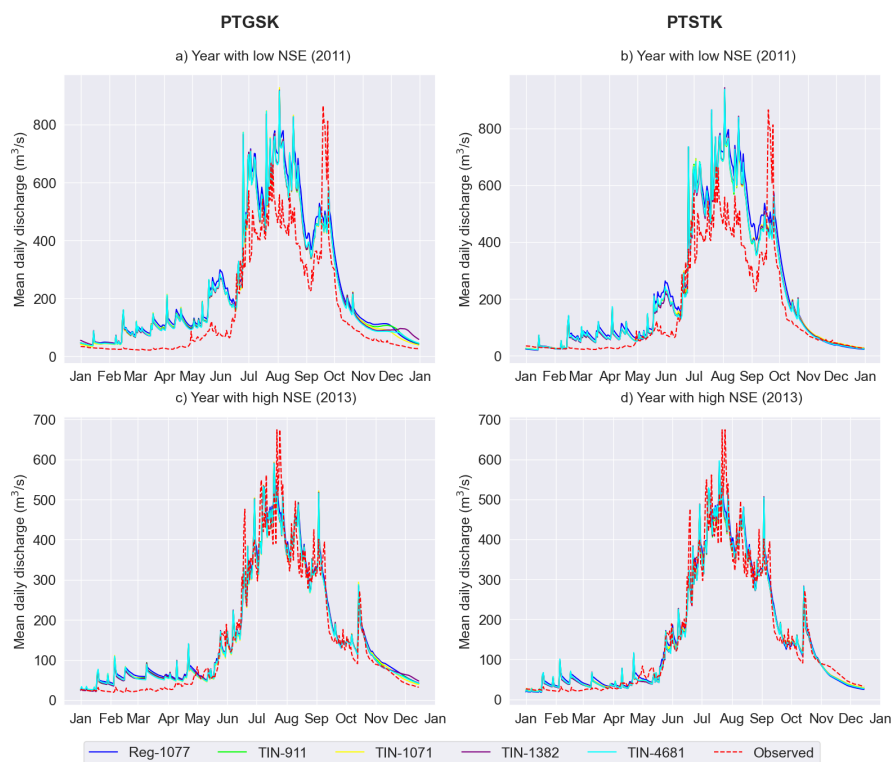 PTGSK PTSTK
a) Year with low NSE (2011) b) Year with low NSE (2011)
Mean daily discharge (m³/s)
800
600
400
200
0
Jan Feb Mar Apr May Jun Jul Aug Sep Oct Nov Dec Jan
Mean daily discharge (m³/s)
800
600
400
200
0
Jan Feb Mar Apr May Jun Jul Aug Sep Oct Nov Dec Jan
c) Year with high NSE (2013) d) Year with high NSE (2013)
Mean daily discharge (m³/s)
700
600
500
400
300
200
100
0
Jan Feb Mar Apr May Jun Jul Aug Sep Oct Nov Dec Jan
Mean daily discharge (m³/s)
700
600
500
400
300
200
100
0
Jan Feb Mar Apr May Jun Jul Aug Sep Oct Nov Dec Jan
Reg-1077 TIN-911 TIN-1071 TIN-1382 TIN-4681 Observed